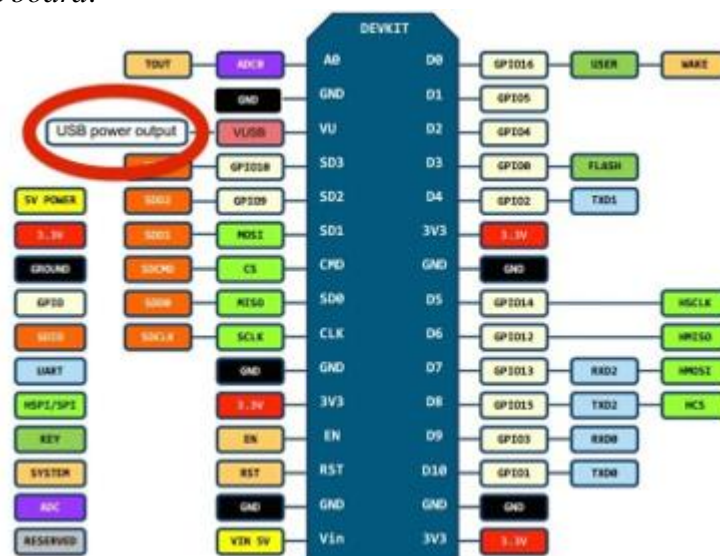 board.
DEVKIT
TOUT ADC0 A0 D0 GPIO16 USER WAKE
GND GND D1 GPIO5
USB power output VUSB VU D2 GPIO4
GPIO10 SD3 D3 GPIO0 FLASH
5V POWER SDD2 GPIO9 SD2 D4 GPIO2 TXD1
3.3V SDD1 MOSI SD1 3V3 3.3V
GROUND SDCMD CS CMD GND GND
GPIO SDD0 MISO SD0 D5 GPIO14 HSCLK
SDIO SDCLK SCLK CLK D6 GPIO12 HMISO
UART GND GND D7 GPIO13 RXD2 HMOSI
HSPI/SPI 3.3V 3V3 D8 GPIO15 TXD2 HCS
KEY EN EN D9 GPIO3 RXD0
SYSTEM RST RST D10 GPIO1 TXD0
ADC GND GND GND GND
RESERVED VIN 5V Vin 3V3 3.3V